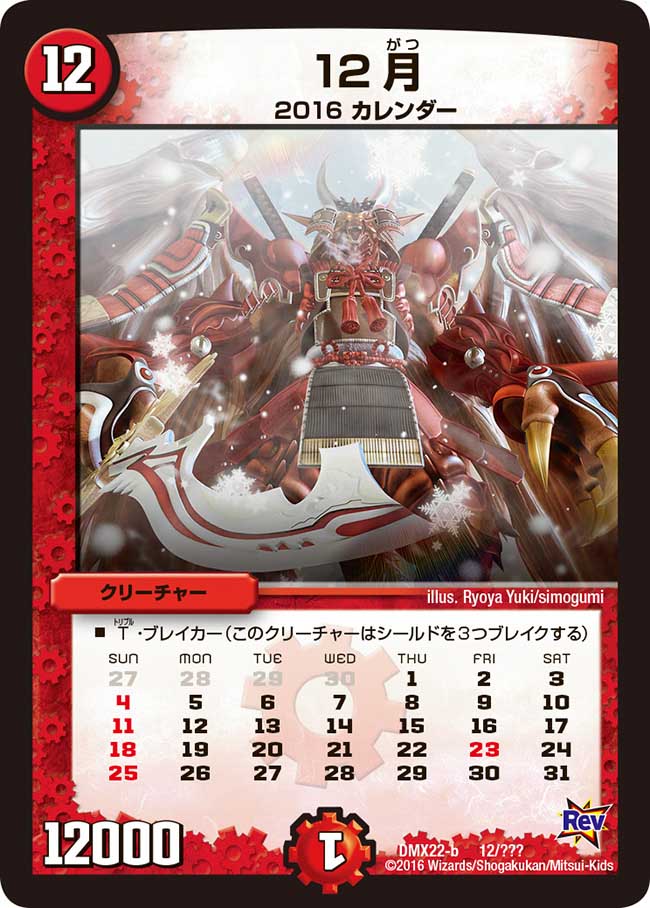 12
がつ
12月
2016 カレンダー
クリーチャー
illus. Ryoya Yuki/simogumi
トリプル
■ T・ブレイカー（このクリーチャーはシールドを3つブレイクする）
SUN MON TUE WED THU FRI SAT
27 28 29 30 1 2 3
4 5 6 7 8 9 10
11 12 13 14 15 16 17
18 19 20 21 22 23 24
25 26 27 28 29 30 31
Rev
12000
1
DMX22-b 12/???
©2016 Wizards/Shogakukan/Mitsui-Kids